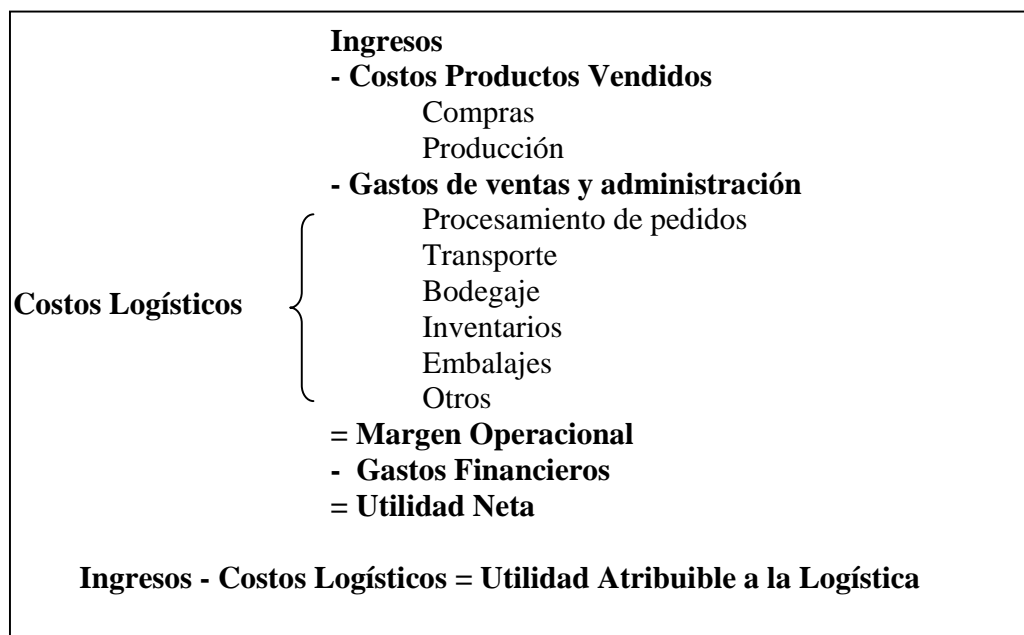 Ingresos
- Costos Productos Vendidos
Compras
Producción
- Gastos de ventas y administración
Procesamiento de pedidos
Transporte
Bodegaje
Costos Logísticos
Inventarios
Embalajes
Otros
= Margen Operacional
- Gastos Financieros
= Utilidad Neta
Ingresos - Costos Logísticos = Utilidad Atribuible a la Logística